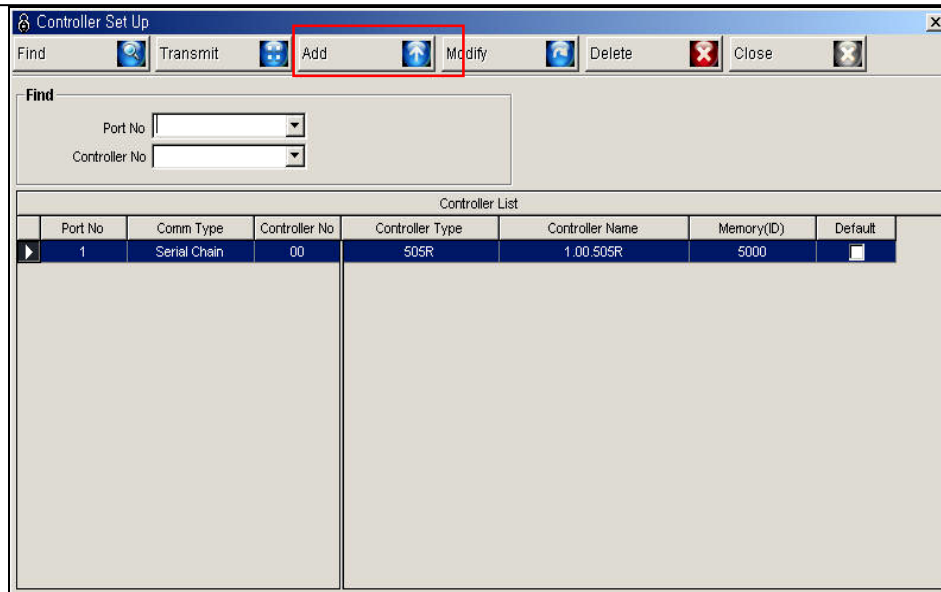 Controller Set Up
Find Transmit Add Modify Delete Close
Find
Port No
Controller No
Controller List
Port No Comm Type Controller No Controller Type Controller Name Memory(ID) Default
1 Serial Chain 00 505R 1.00.505R 5000